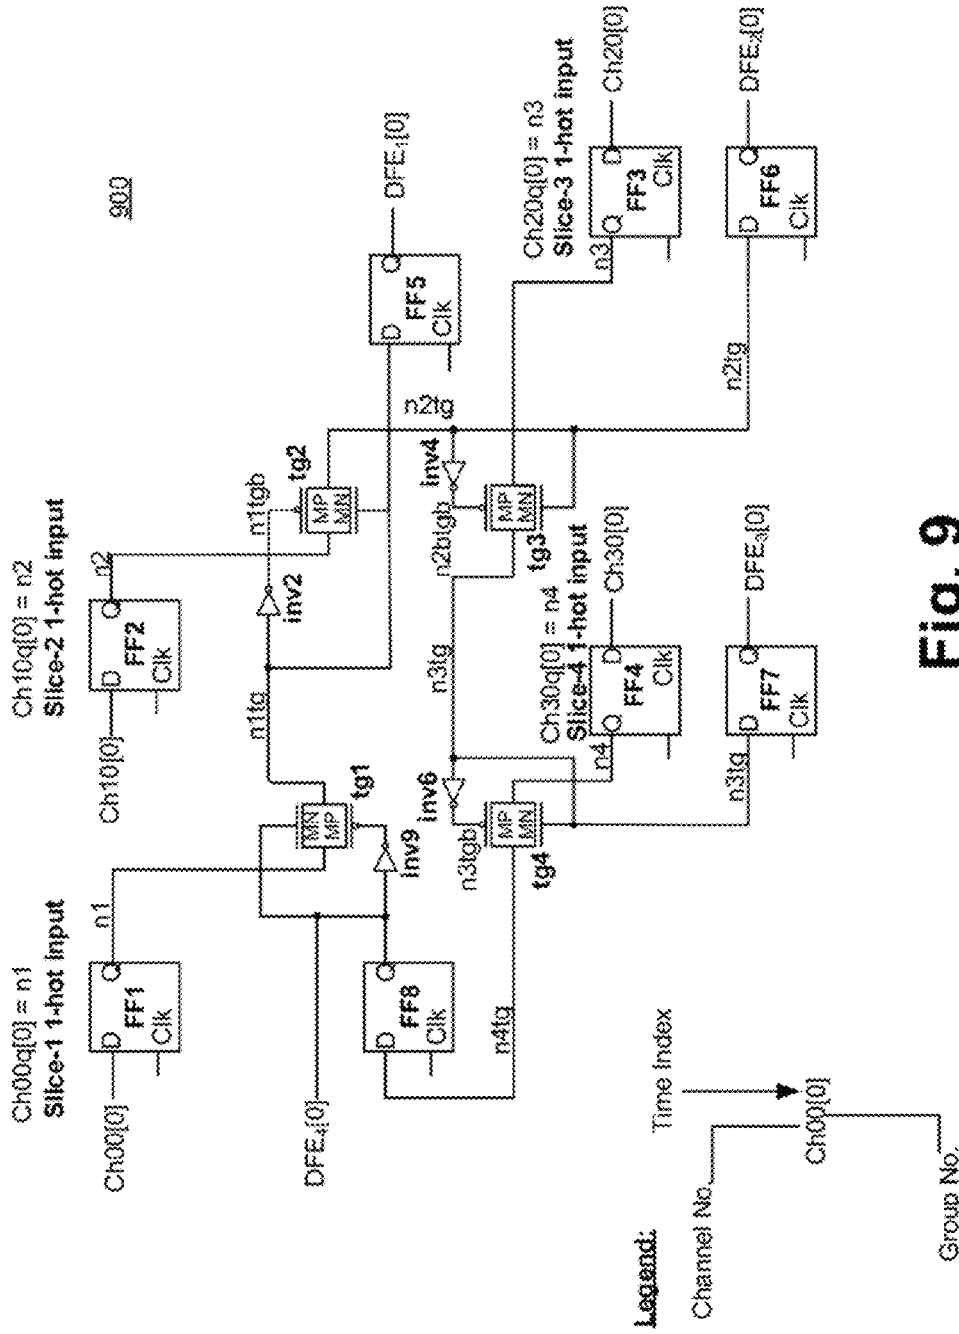 900
Ch00q[0] = n1
Slice-1 1-hot input
Ch00[0]
D
Q
FF1
Clk
n1
Ch10q[0] = n2
Slice-2 1-hot input
Ch10[0]
D
Q
FF2
Clk
n2
DFE4[0]
D
Q
FF8
Clk
inv9
MN
MP
tg1
n1tg
inv2
n1tgb
MP
MN
tg2
D
Q
FF5
Clk
DFE1[0]
n4tg
n3tgb
inv6
MP
MN
tg4
n3tg
n2btgb
inv4
n2tg
MP
MN
tg3
n4
Ch30q[0] = n4
Slice-4 1-hot input
Q
D
FF4
Clk
Ch30[0]
n3
Ch20q[0] = n3
Slice-3 1-hot input
Q
D
FF3
Clk
Ch20[0]
n3tg
D
Q
FF7
Clk
DFE3[0]
n2tg
D
Q
FF6
Clk
DFE2[0]
Legend:
Channel No.
Time Index
Ch00[0]
Group No.
Fig. 9